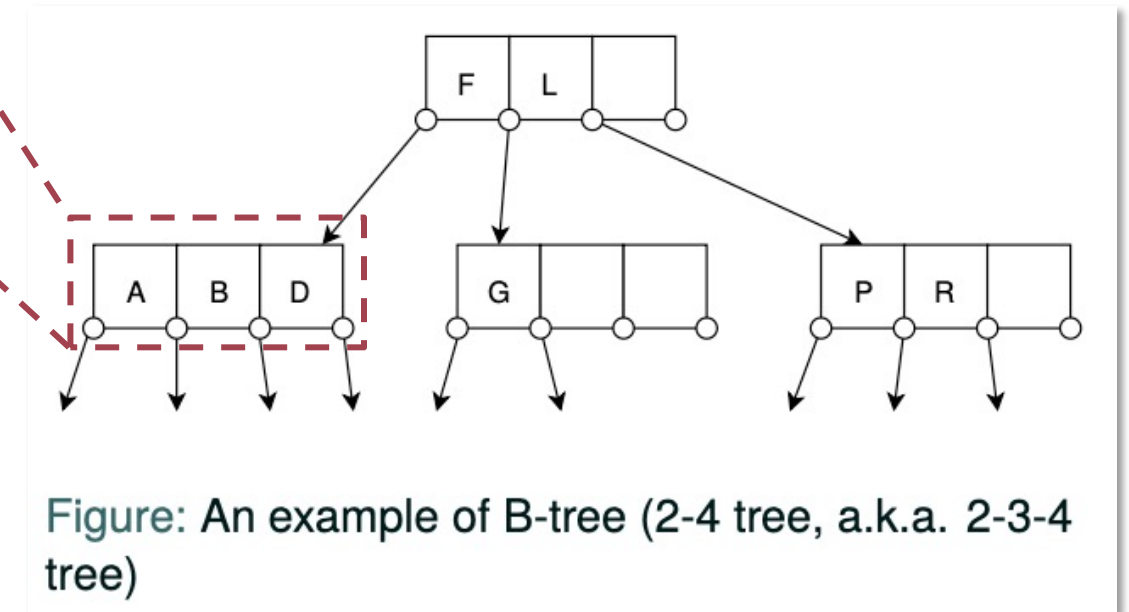 F L
A B D G P R
Figure: An example of B-tree (2-4 tree, a.k.a. 2-3-4
tree)